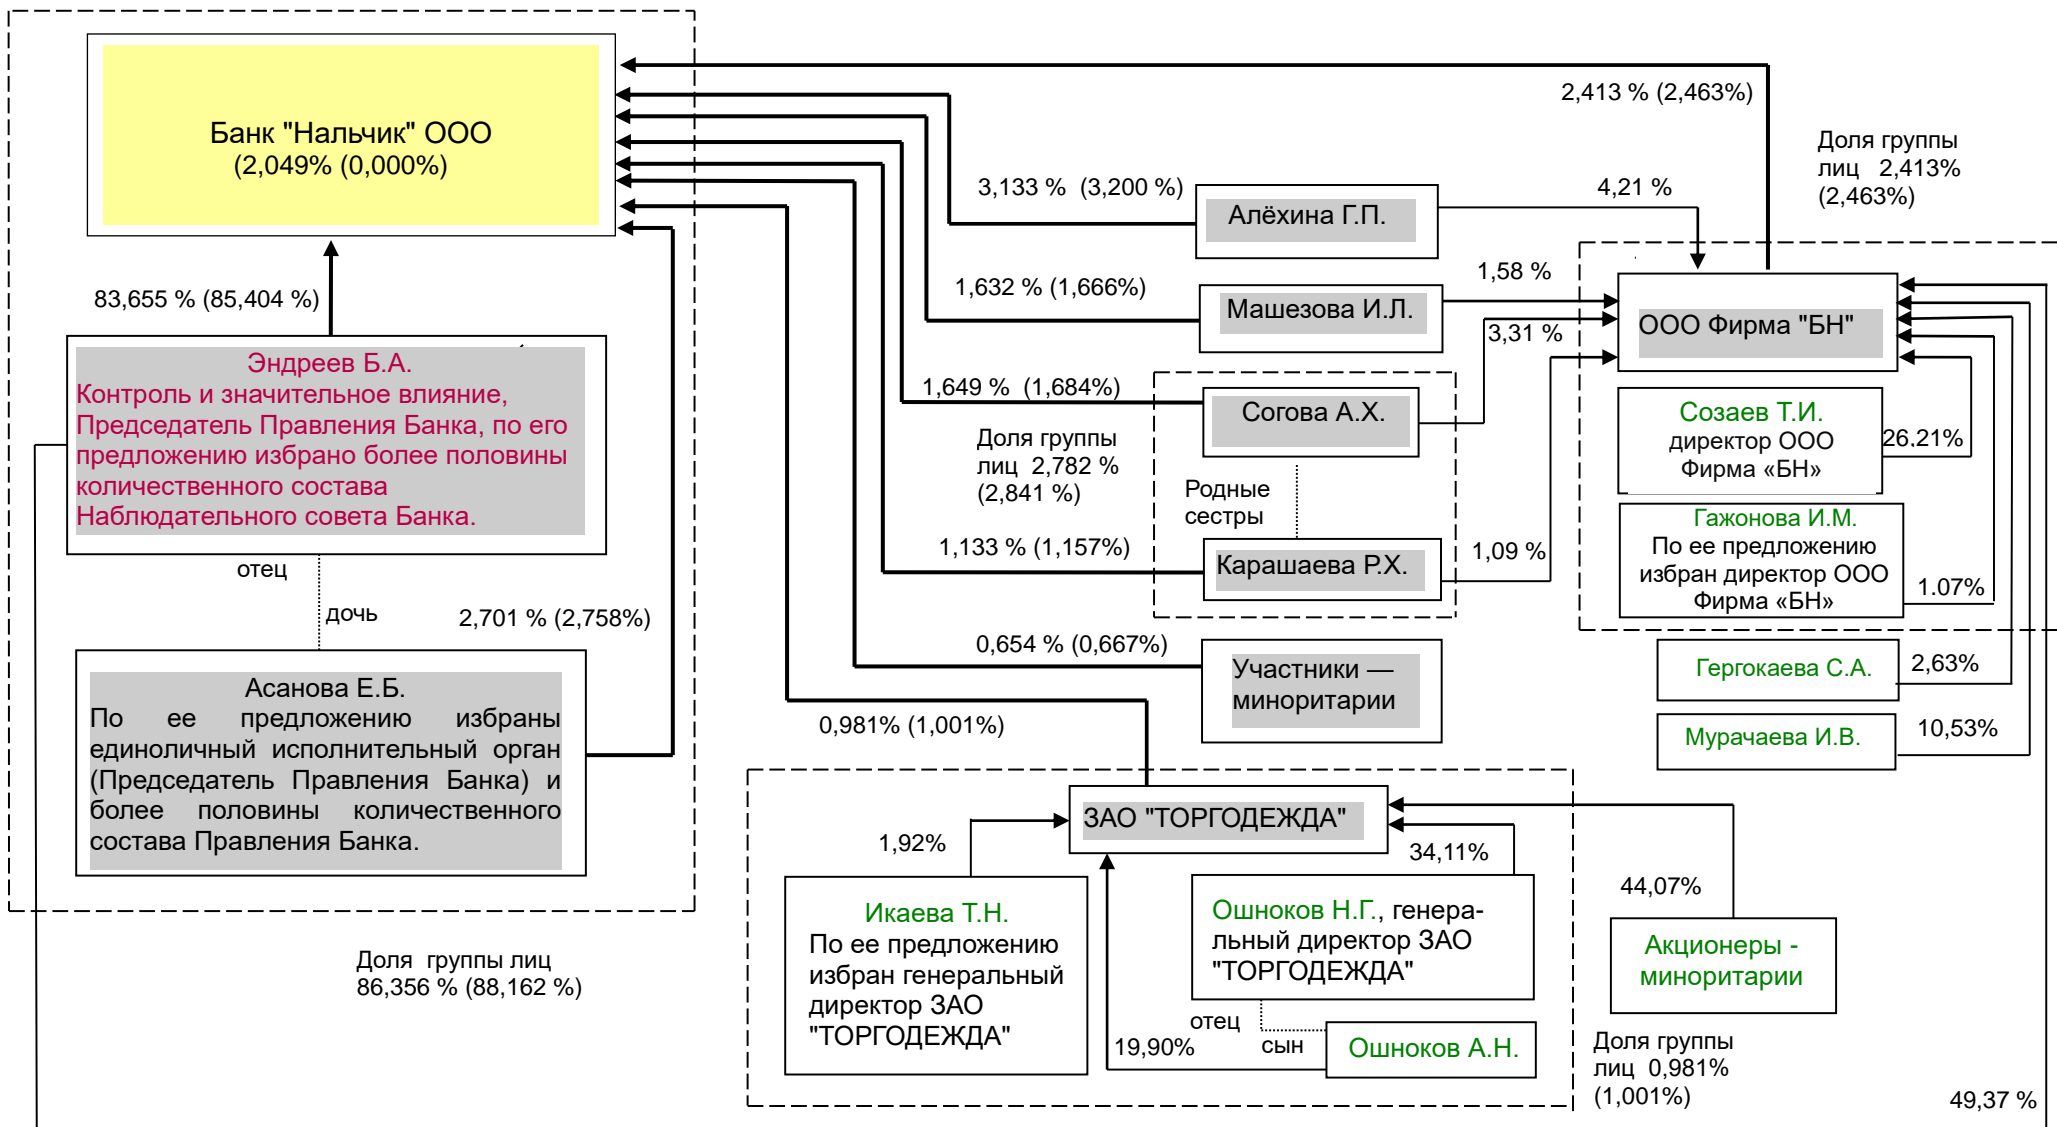 Банк "Нальчик" ООО
(2,049% (0,000%)
83,655 % (85,404 %)
Эндреев Б.А.
Контроль и значительное влияние,
Председатель Правления Банка, по его
предложению избрано более половины
количественного состава
Наблюдательного совета Банка.
отец
дочь
2,701 % (2,758%)
Асанова Е.Б.
По ее предложению избраны
единоличный исполнительный орган
(Председатель Правления Банка) и
более половины количественного
состава Правления Банка.
Доля группы лиц
86,356 % (88,162 %)
2,413 % (2,463%)
Доля группы
лиц 2,413%
(2,463%)
3,133 % (3,200 %)
Алёхина Г.П.
4,21 %
1,632 % (1,666%)
Машезова И.Л.
1,58 %
1,649 % (1,684%)
Согова А.Х.
3,31 %
Доля группы
лиц 2,782 %
(2,841 %)
Родные
сестры
1,133 % (1,157%)
Карашаева Р.Х.
1,09 %
0,654 % (0,667%)
Участники —
миноритарии
0,981% (1,001%)
ООО Фирма "БН"
Созаев Т.И.
директор ООО
Фирма «БН»
26,21%
Гажонова И.М.
По ее предложению
избран директор ООО
Фирма «БН»
1.07%
Гергокаева С.А.
2,63%
Мурачаева И.В.
10,53%
ЗАО "ТОРГОДЕЖДА"
1,92%
34,11%
44,07%
Икаева Т.Н.
По ее предложению
избран генеральный
директор ЗАО
"ТОРГОДЕЖДА"
Ошноков Н.Г., генера-
льный директор ЗАО
"ТОРГОДЕЖДА"
отец
сын
19,90%
Ошноков А.Н.
Акционеры -
миноритарии
Доля группы
лиц 0,981%
(1,001%)
49,37 %